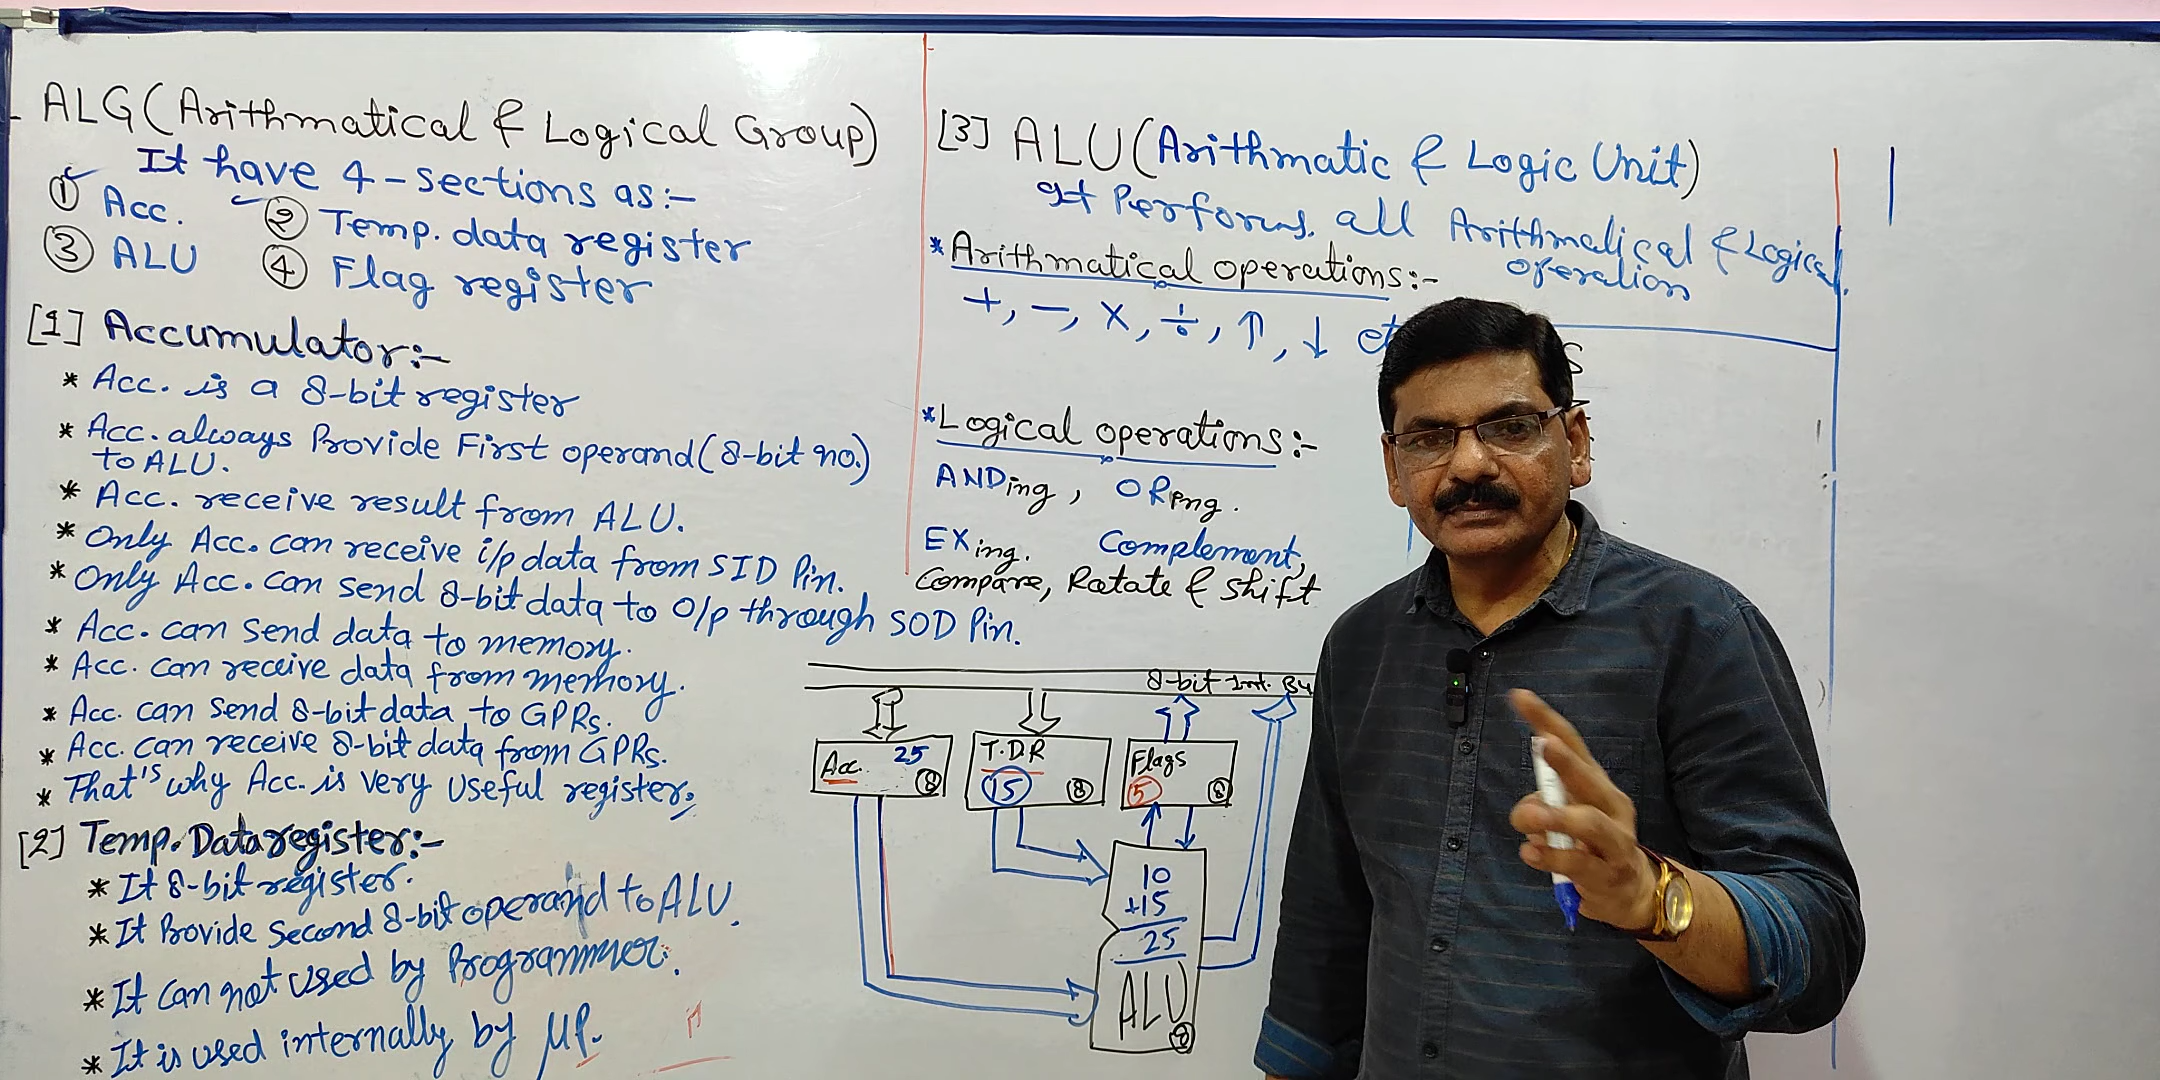 ALG (Arithmatical & Logical Group)
It have 4-sections as:-
① Acc. ② Temp. data register
③ ALU ④ Flag register
[1] Accumulator:-
* Acc. is a 8-bit register
* Acc. always Provide First operand (8-bit no.)
to ALU.
* Acc. receive result from ALU.
* Only Acc. can receive i/p data from SID Pin.
* Only Acc. can send 8-bit data to O/p through SOD Pin.
* Acc. can send data to memory.
* Acc. can receive data from memory.
* Acc. can send 8-bit data to GPRs.
* Acc. can receive 8-bit data from GPRs.
* That's why Acc. is very useful register.
[2] Temp. Data register:-
* It 8-bit register.
* It Provide Second 8-bit operand to ALU.
* It can not used by Programmer.
* It is used internally by μP.
[3] ALU (Arithmatic & Logic Unit)
It Performs all Arithmatical & Logical
operation
* Arithmatical operations:-
+, -, ×, ÷, ↑, ↓
* Logical operations:-
ANDing, ORing.
EXing. Complement,
Compare, Rotate & Shift
8-bit Int.
Acc. 25 ⑧
T.D.R 15 ⑧
Flags 5 ⑧
10
+15
25
ALU ⑧